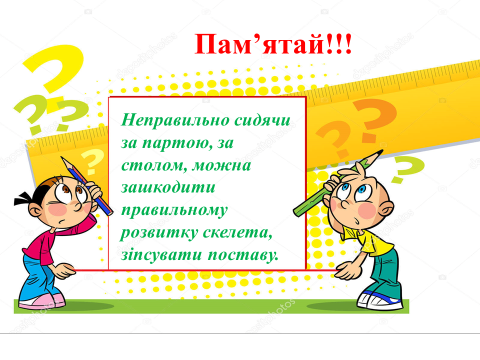 Пам’ятай!!!
Неправильно сидячи
за партою, за
столом, можна
зашкодити
правильному
розвитку скелета,
зіпсувати поставу.